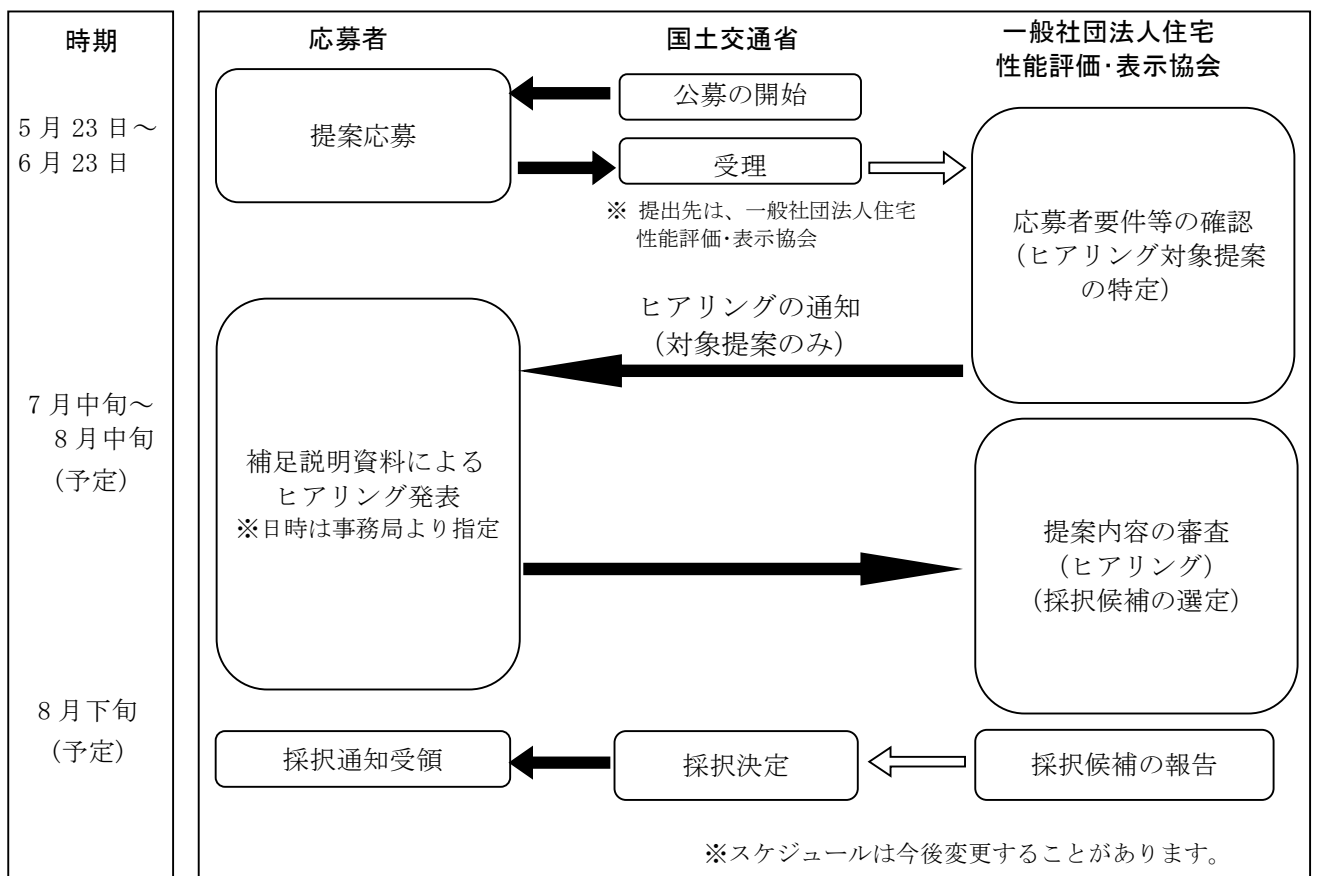 時期
応募者
国土交通省
一般社団法人住宅
性能評価･表示協会
公募の開始
5月23日～
6月23日
提案応募
受理
※ 提出先は、一般社団法人住宅
性能評価･表示協会
応募者要件等の確認
（ヒアリング対象提案
の特定）
ヒアリングの通知
（対象提案のみ）
7月中旬～
8月中旬
（予定）
補足説明資料による
ヒアリング発表
※日時は事務局より指定
提案内容の審査
（ヒアリング）
（採択候補の選定）
8月下旬
（予定）
採択通知受領
採択決定
採択候補の報告
※スケジュールは今後変更することがあります。